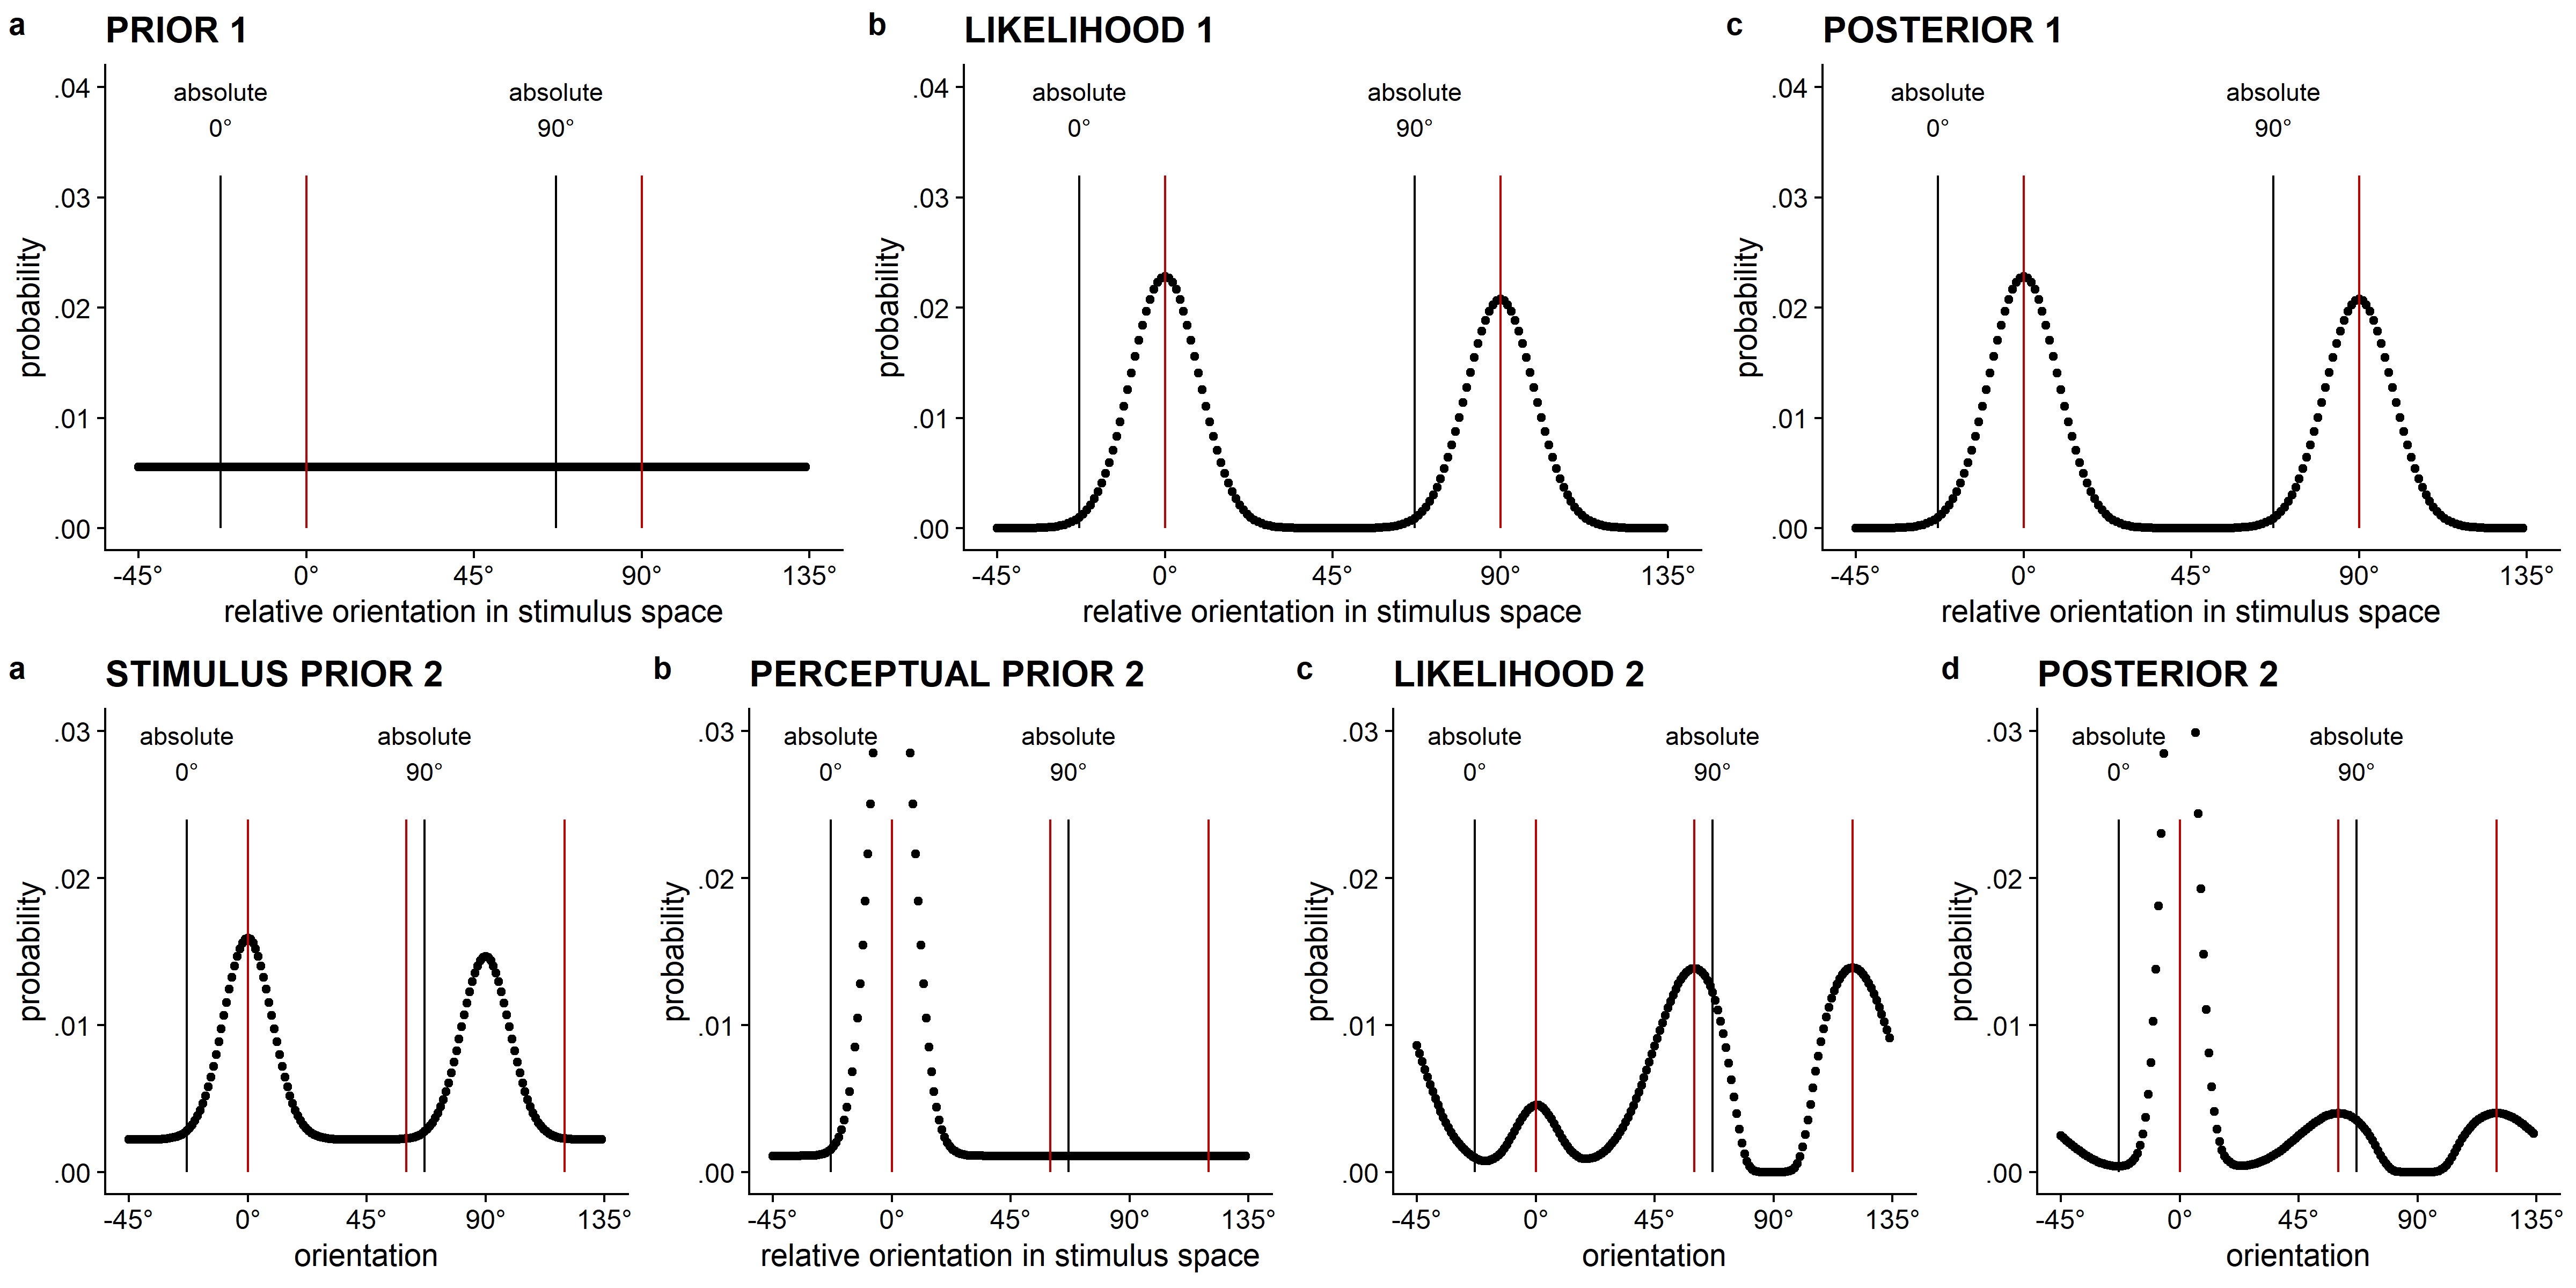 a PRIOR 1
absolute absolute
0° 90°
.04
.03
.02
.01
.00
probability
-45° 0° 45° 90° 135°
relative orientation in stimulus space
b LIKELIHOOD 1
absolute absolute
0° 90°
.04
.03
.02
.01
.00
probability
-45° 0° 45° 90° 135°
relative orientation in stimulus space
c POSTERIOR 1
absolute absolute
0° 90°
.04
.03
.02
.01
.00
probability
-45° 0° 45° 90° 135°
relative orientation in stimulus space
a STIMULUS PRIOR 2
absolute absolute
0° 90°
.03
.02
.01
.00
probability
-45° 0° 45° 90° 135°
orientation
b PERCEPTUAL PRIOR 2
absolute absolute
0° 90°
.03
.02
.01
.00
probability
-45° 0° 45° 90° 135°
relative orientation in stimulus space
c LIKELIHOOD 2
absolute absolute
0° 90°
.03
.02
.01
.00
probability
-45° 0° 45° 90° 135°
orientation
d POSTERIOR 2
absolute absolute
0° 90°
.03
.02
.01
.00
probability
-45° 0° 45° 90° 135°
orientation